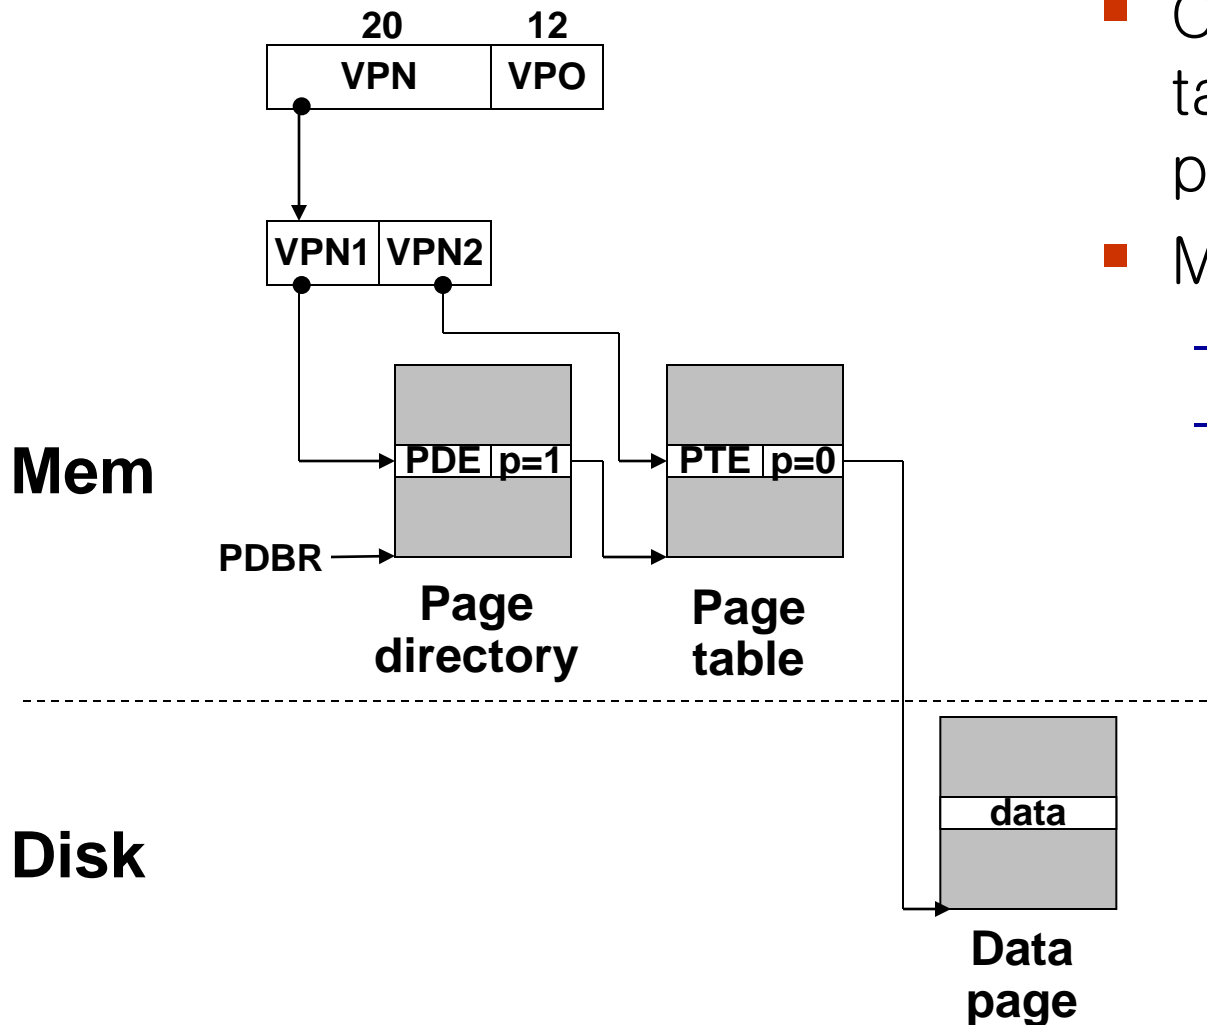 20 12
VPN VPO
VPN1 VPN2
Mem
PDE p=1 PTE p=0
PDBR
Page
directory
Page
table
Disk
data
Data
page